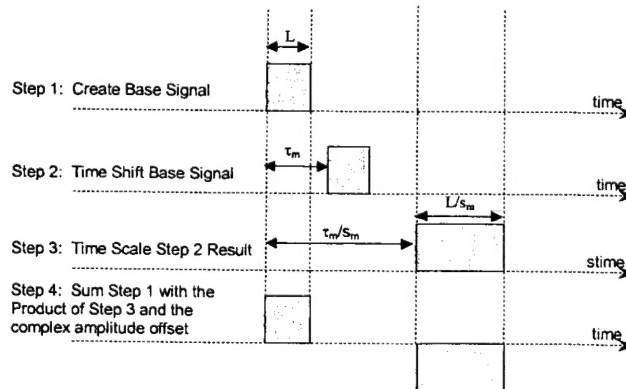 L
Step 1: Create Base Signal
time
τm
Step 2: Time Shift Base Signal
time
L/sm
τm/sm
Step 3: Time Scale Step 2 Result
stime
Step 4: Sum Step 1 with the
Product of Step 3 and the
complex amplitude offset
time